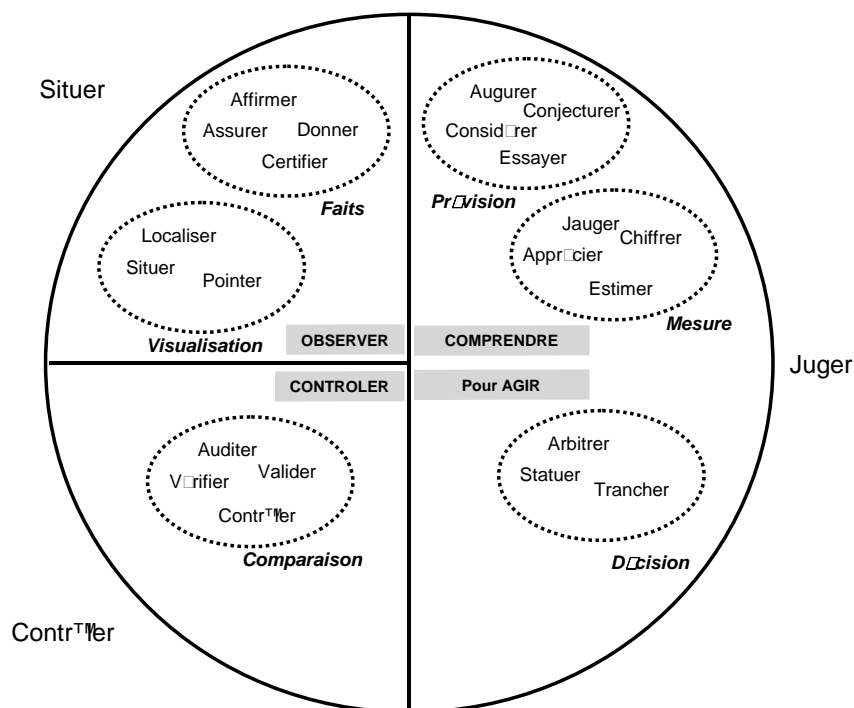 Situer
Affirmer
Assurer
Donner
Certifier
Faits
Localiser
Situer
Pointer
Visualisation
OBSERVER
Augurer
Conjecturer
Consid□rer
Essayer
Pr□vision
Jauger
Chiffrer
Appr□cier
Estimer
Mesure
COMPRENDRE
Juger
CONTROLER
Pour AGIR
Auditer
Valider
V□rifier
Contr™ler
Comparaison
Arbitrer
Statuer
Trancher
D□cision
Contr™ler